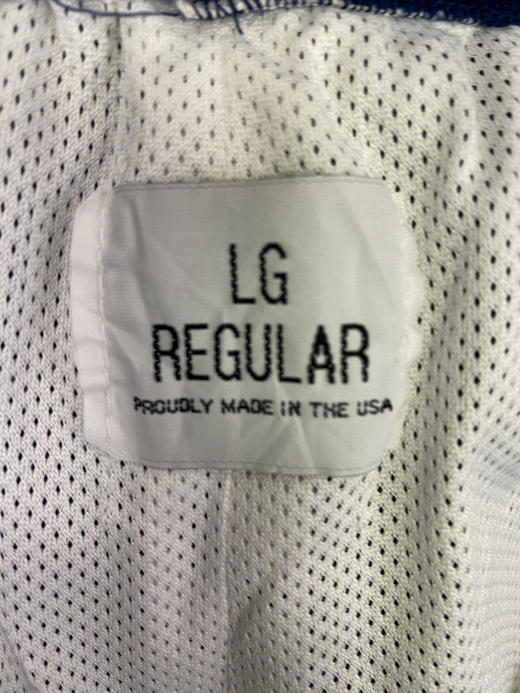 LG
REGULAR
PROUDLY MADE IN THE USA